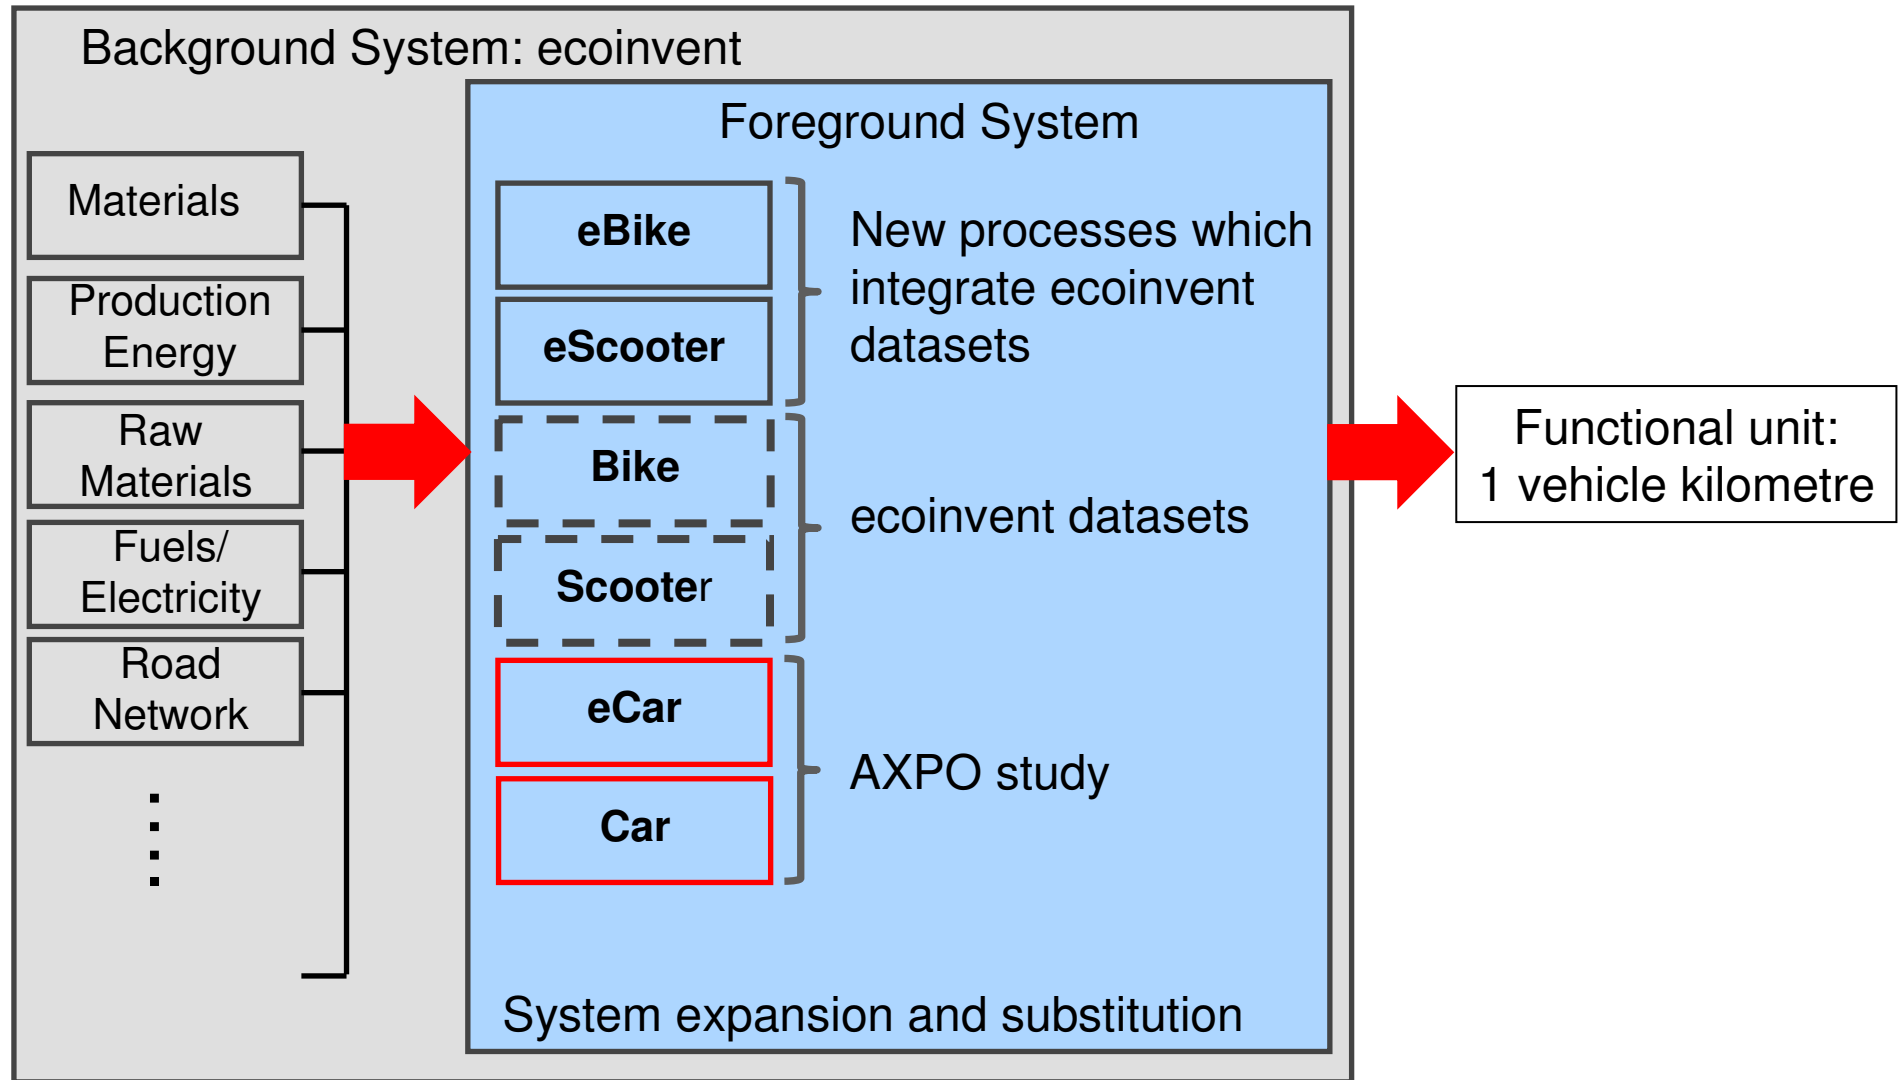 Background System: ecoinvent
Foreground System
Materials
Production
Energy
Raw
Materials
Fuels/
Electricity
Road
Network
eBike
eScooter
New processes which
integrate ecoinvent
datasets
Bike
Scooter
ecoinvent datasets
eCar
Car
AXPO study
System expansion and substitution
Functional unit:
1 vehicle kilometre